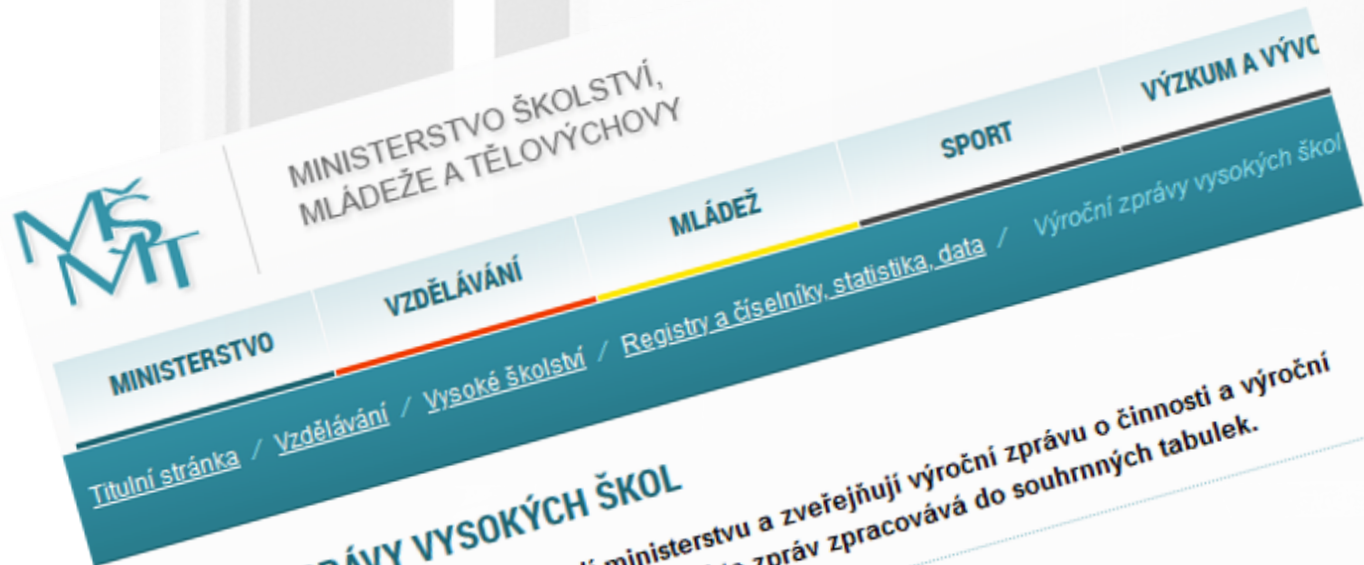 MŠMT
MINISTERSTVO ŠKOLSTVÍ,
MLÁDEŽE A TĚLOVÝCHOVY
MINISTERSTVO VZDĚLÁVÁNÍ MLÁDEŽ SPORT VÝZKUM A VÝVO
Titulní stránka / Vzdělávání / Vysoké školství / Registry a číselníky, statistika, data / Výroční zprávy vysokých škol
VYSOKÝCH ŠKOL
ministerstvu a zveřejňují výroční zprávu o činnosti a výroční
zpráv zpracovává do souhrnných tabulek.